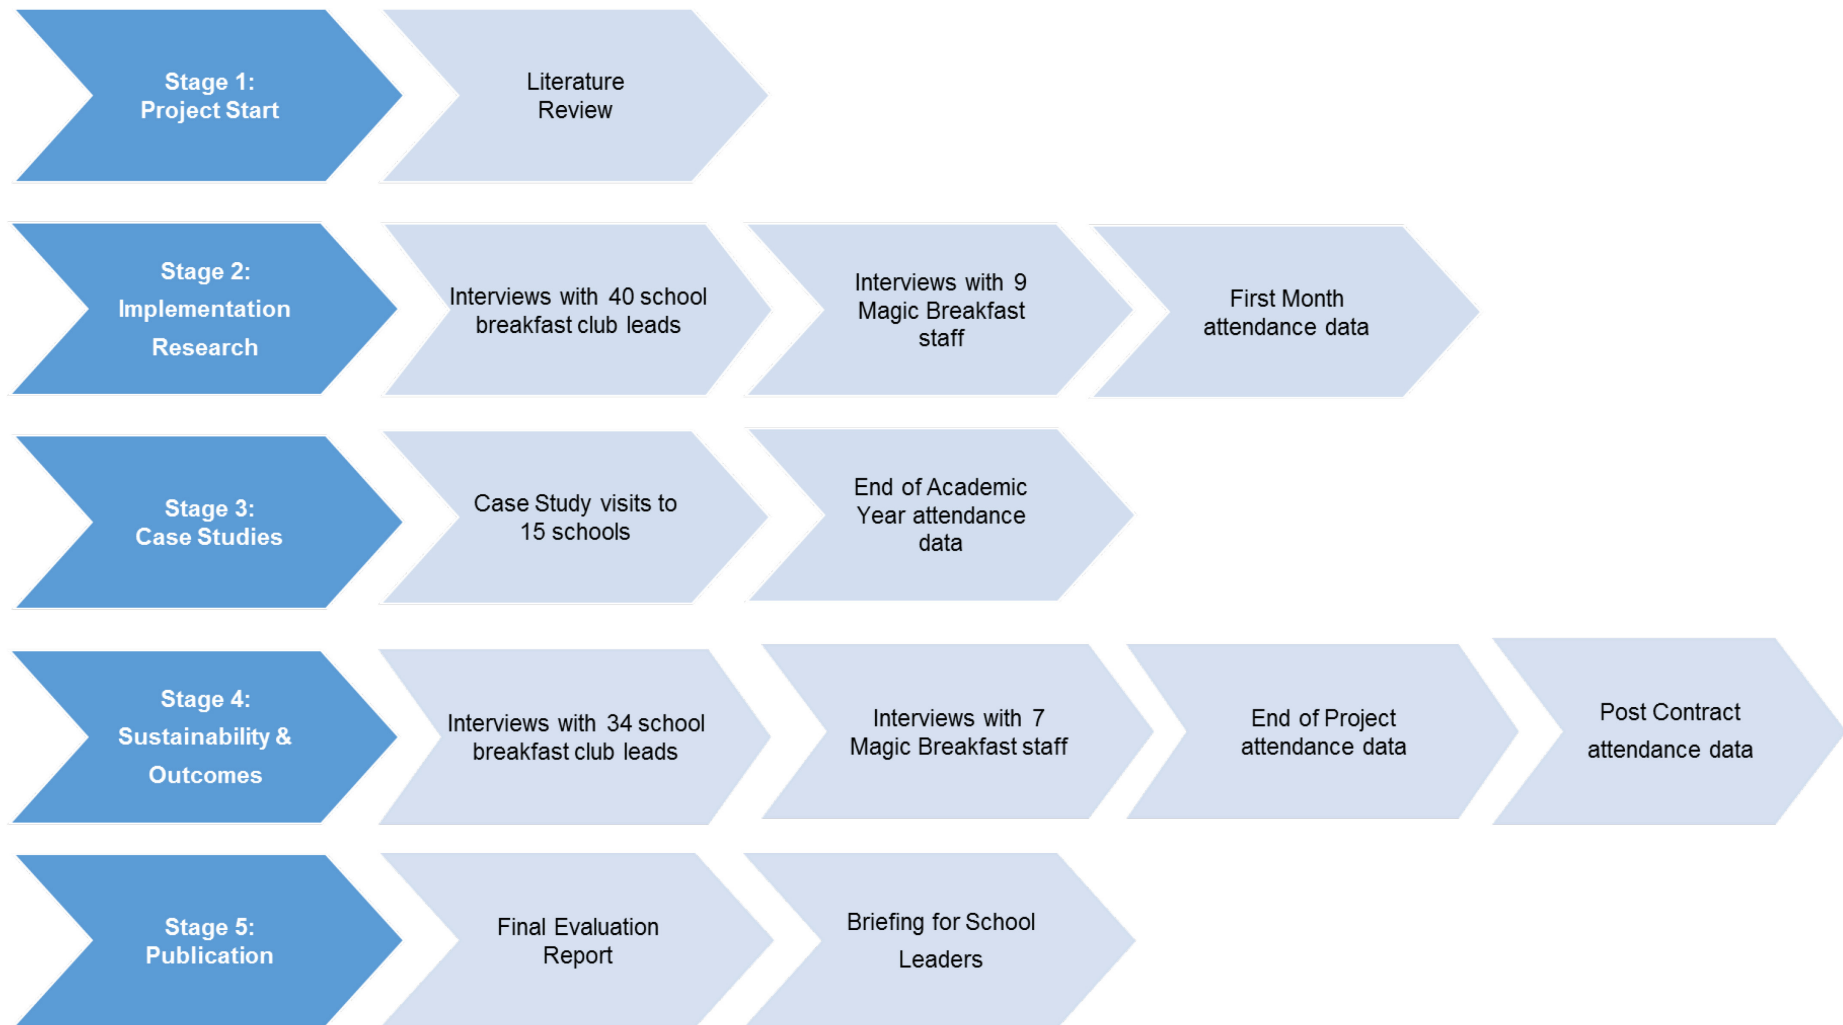 Stage 1:
Project Start
Literature
Review
Stage 2:
Implementation
Research
Interviews with 40 school
breakfast club leads
Interviews with 9
Magic Breakfast
staff
First Month
attendance data
Stage 3:
Case Studies
Case Study visits to
15 schools
End of Academic
Year attendance
data
Stage 4:
Sustainability &
Outcomes
Interviews with 34 school
breakfast club leads
Interviews with 7
Magic Breakfast staff
End of Project
attendance data
Post Contract
attendance data
Stage 5:
Publication
Final Evaluation
Report
Briefing for School
Leaders